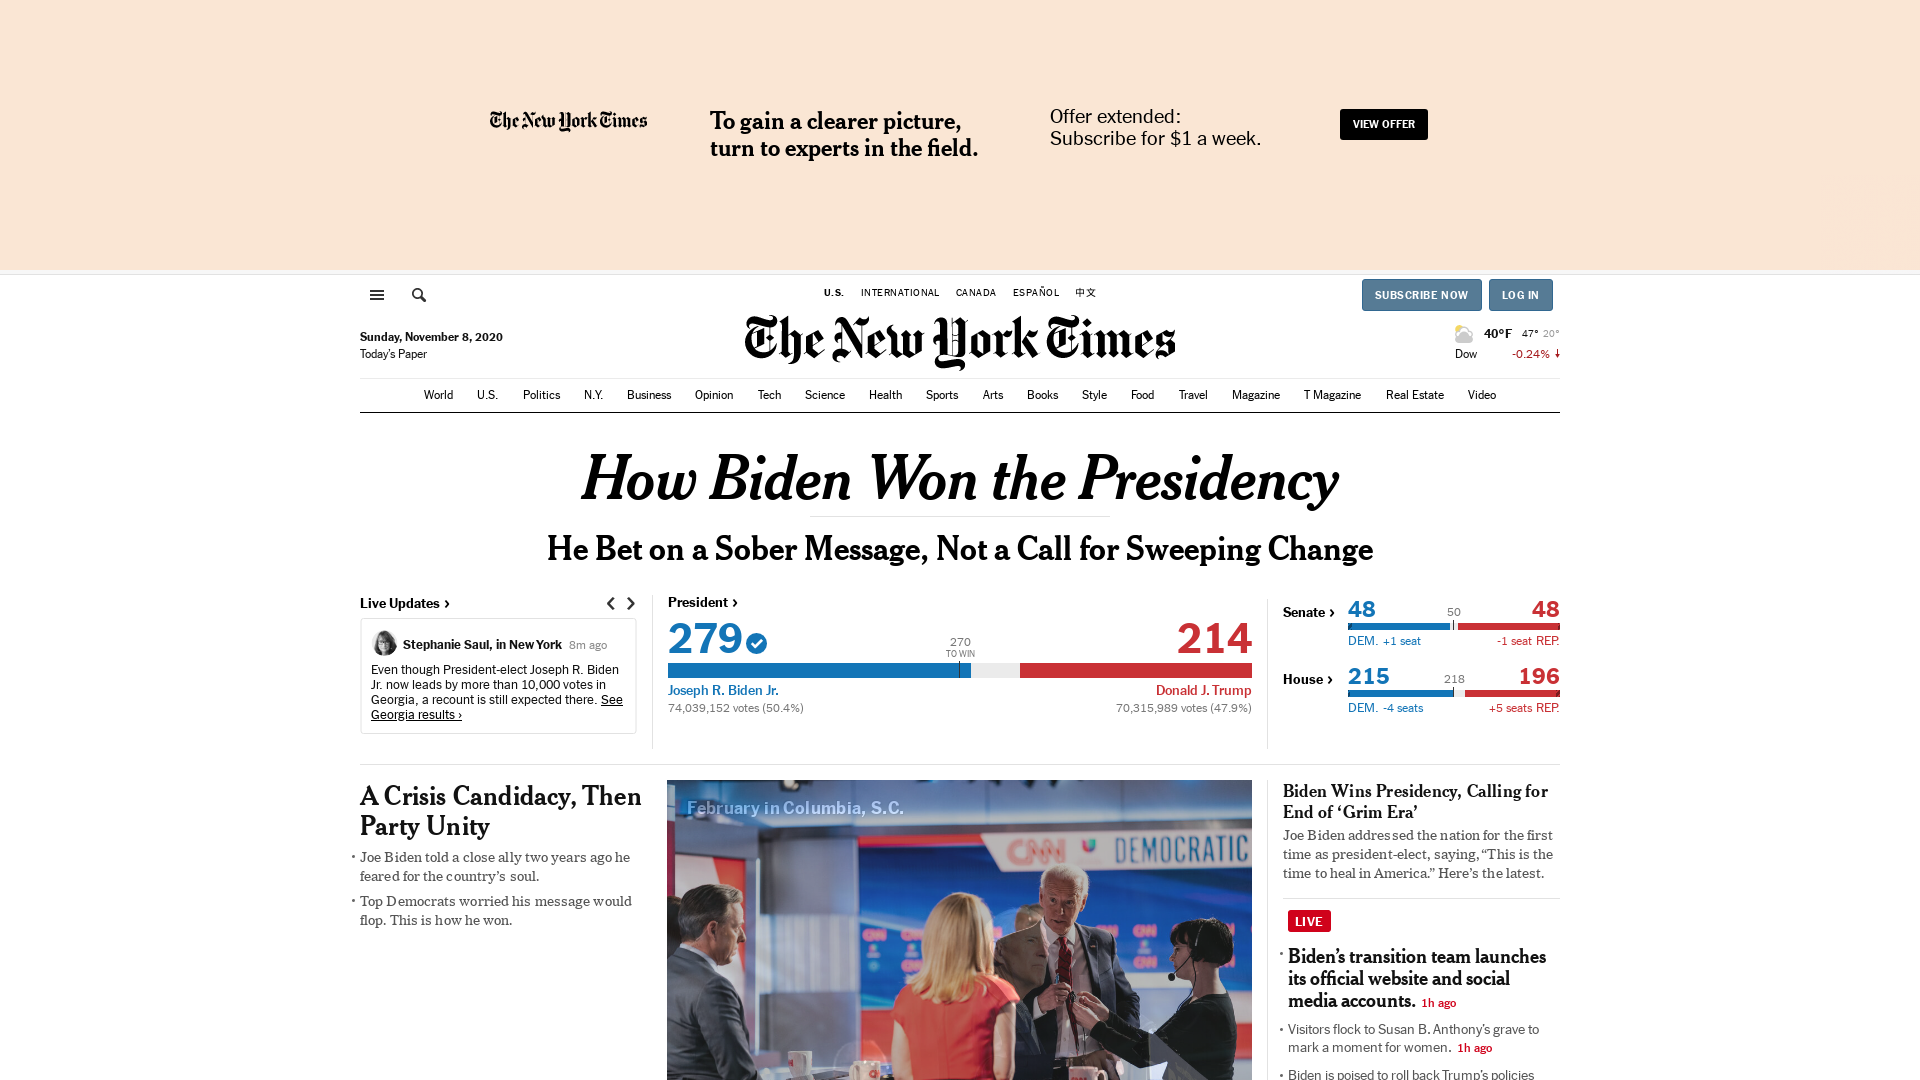 The New York Times
To gain a clearer picture,
turn to experts in the field.
Offer extended:
Subscribe for $1 a week.
VIEW OFFER
U.S. INTERNATIONAL CANADA ESPAÑOL 中文
SUBSCRIBE NOW LOG IN
Sunday, November 8, 2020
Today's Paper
The New York Times
40°F 47° 20°
Dow -0.24% ↓
World U.S. Politics N.Y. Business Opinion Tech Science Health Sports Arts Books Style Food Travel Magazine T Magazine Real Estate Video
How Biden Won the Presidency
He Bet on a Sober Message, Not a Call for Sweeping Change
Live Updates ›
Stephanie Saul, in New York 8m ago
Even though President-elect Joseph R. Biden
Jr. now leads by more than 10,000 votes in
Georgia, a recount is still expected there. See
Georgia results ›
President ›
279 270 214
TO WIN
Joseph R. Biden Jr. Donald J. Trump
74,039,152 votes (50.4%) 70,315,989 votes (47.9%)
Senate › 48 50 48
DEM. +1 seat -1 seat REP.
House › 215 218 196
DEM. -4 seats +5 seats REP.
A Crisis Candidacy, Then
Party Unity
• Joe Biden told a close ally two years ago he
feared for the country's soul.
• Top Democrats worried his message would
flop. This is how he won.
February in Columbia, S.C.
CNN DEMOCRATIC
Biden Wins Presidency, Calling for
End of ‘Grim Era’
Joe Biden addressed the nation for the first
time as president-elect, saying, “This is the
time to heal in America.” Here’s the latest.
LIVE
• Biden’s transition team launches
its official website and social
media accounts. 1h ago
• Visitors flock to Susan B. Anthony’s grave to
mark a moment for women. 1h ago
• Biden is poised to roll back Trump’s policies